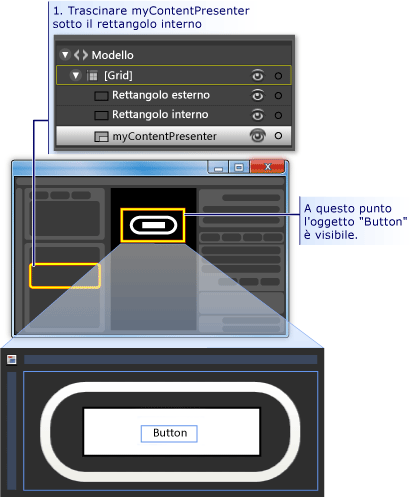 1. Trascinare myContentPresenter
sotto il rettangolo interno
Modello
[Grid]
Rettangolo esterno
Rettangolo interno
myContentPresenter
A questo punto
l'oggetto "Button"
è visibile.
Button